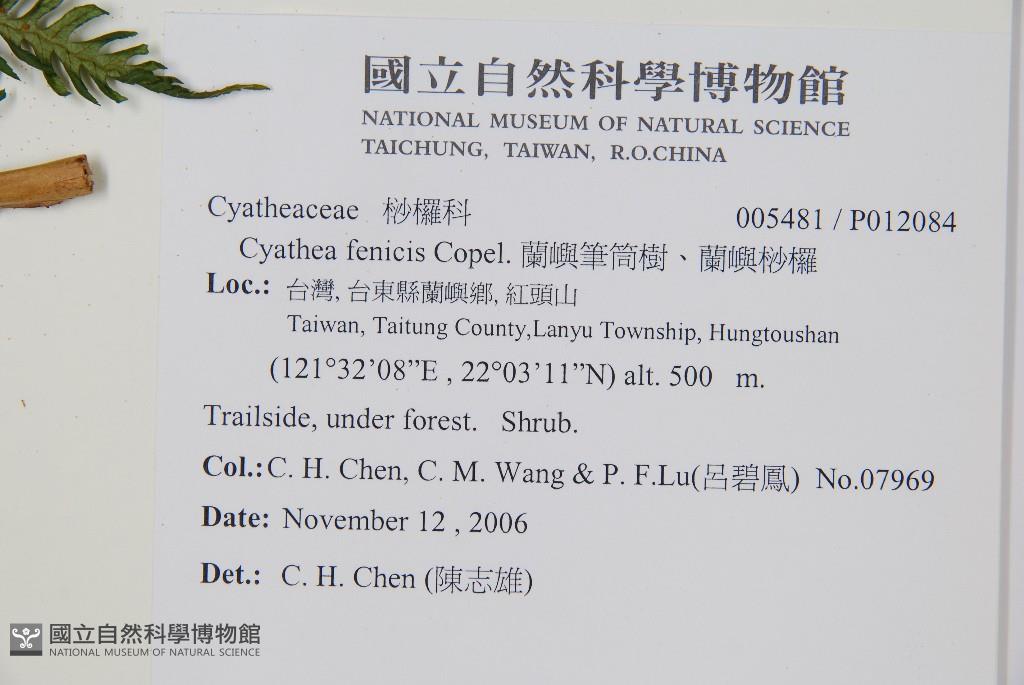 國立自然科學博物館
NATIONAL MUSEUM OF NATURAL SCIENCE
TAICHUNG, TAIWAN, R.O.CHINA
Cyatheaceae 桫欏科 005481 / P012084
Cyathea fenicis Copel. 蘭嶼筆筒樹、蘭嶼桫欏
Loc.: 台灣, 台東縣蘭嶼鄉, 紅頭山
Taiwan, Taitung County,Lanyu Township, Hungtoushan
(121°32’08”E , 22°03’11”N) alt. 500 m.
Trailside, under forest. Shrub.
Col.:C. H. Chen, C. M. Wang & P. F.Lu(呂碧鳳) No.07969
Date: November 12 , 2006
Det.: C. H. Chen (陳志雄)
國立自然科學博物館
NATIONAL MUSEUM OF NATURAL SCIENCE